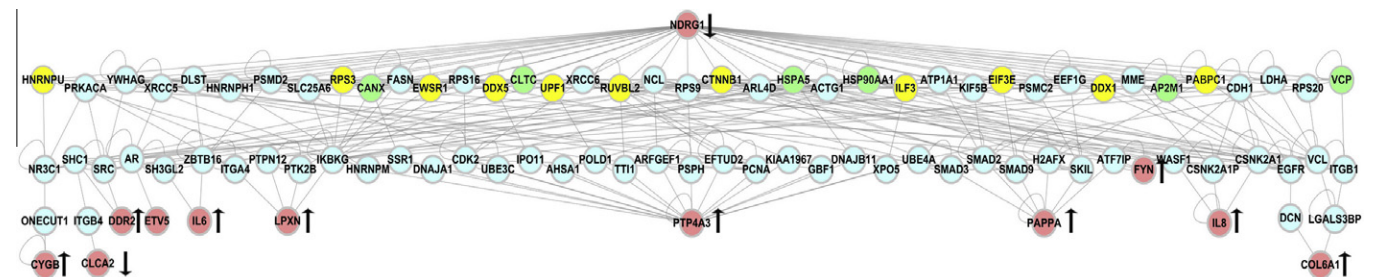 NDRG1
HNRNPU YWHAG DLST PSMD2 RPS3 FASN RPS16 CLTC XRCC6 NCL CTNNB1 HSPA5 HSP90AA1 ATP1A1 EIF3E EEF1G MME PABPC1 LDHA VCP
PRKACA XRCC5 HNRNPH1 SLC25A6 CANX EWSR1 DDX5 UPF1 RUVBL2 RPS9 ARL4D ACTG1 ILF3 KIF5B PSMC2 DDX1 AP2M1 CDH1 RPS20
SHC1 AR ZBTB16 PTPN12 IKBKG SSR1 CDK2 IPO11 POLD1 ARFGEF1 EFTUD2 KIAA1967 DNAJB11 UBE4A SMAD2 H2AFX ATF7IP WASF1 CSNK2A1 VCL
NR3C1 SRC SH3GL2 ITGA4 PTK2B HNRNPM DNAJA1 UBE3C AHSA1 TTI1 PSPH PCNA GBF1 XPO5 SMAD3 SMAD9 SKIL FYN CSNK2A1P EGFR ITGB1
ONECUT1 ITGB4 DDR2 ETV5 IL6 LPXN PTP4A3 PAPPA IL8 DCN LGALS3BP
CYGB CLCA2 COL6A1